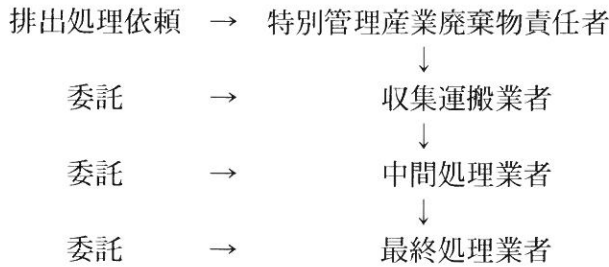 排出処理依頼 → 特別管理産業廃棄物責任者
↓
委託 → 収集運搬業者
↓
委託 → 中間処理業者
↓
委託 → 最終処理業者